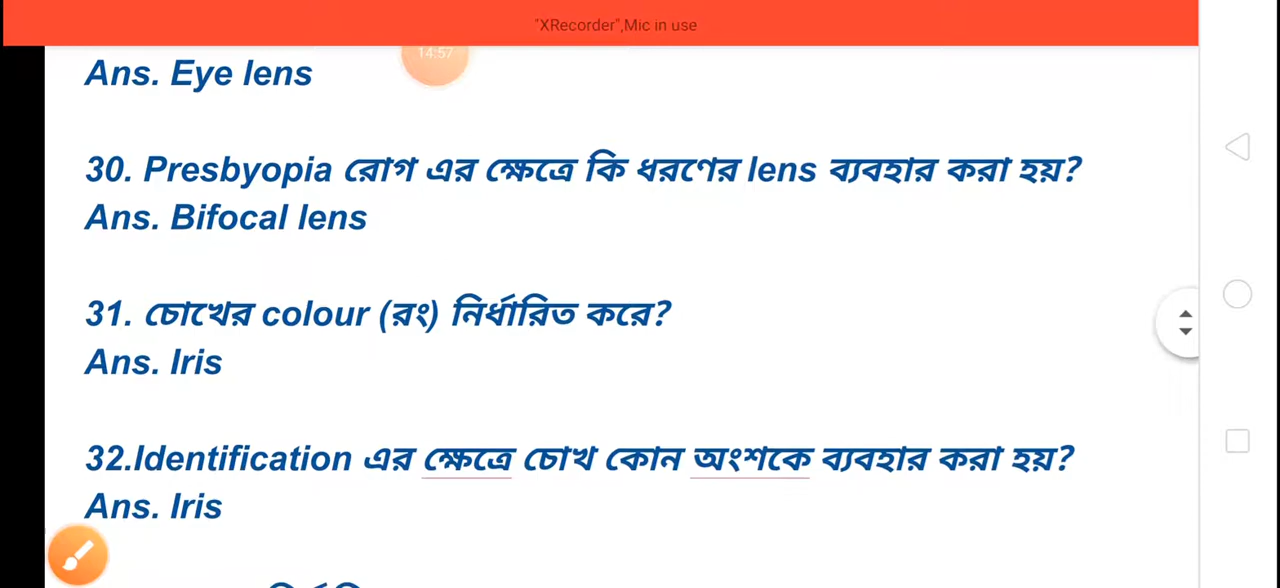 "XRecorder",Mic in use
14:57
Ans. Eye lens
30. Presbyopia রোগ এর ক্ষেত্রে কি ধরণের lens ব্যবহার করা হয়?
Ans. Bifocal lens
31. চোখের colour (রং) নির্ধারিত করে?
Ans. Iris
32.Identification এর ক্ষেত্রে চোখ কোন অংশকে ব্যবহার করা হয়?
Ans. Iris